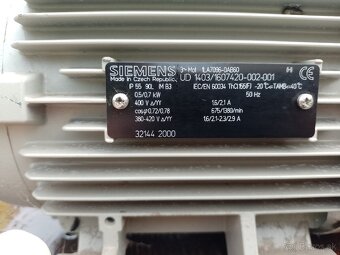 SIEMENS 3~Mot 1LA7096-0AB60
Made in Czech Republic, UD 1403/1607420-002-001
IP 55 90L IM B3 IEC/EN 60034 Th.Cl.155(F) -20°C<=TAMB<=40°C
0,5/0,7 kW 50 Hz
400 V Δ/YY 1,6/2,1 A
cosφ 0,72/0,78 675/1380/min
380-420 V Δ/YY 1,6/2,1-2,3/2,9 A
32144 2000